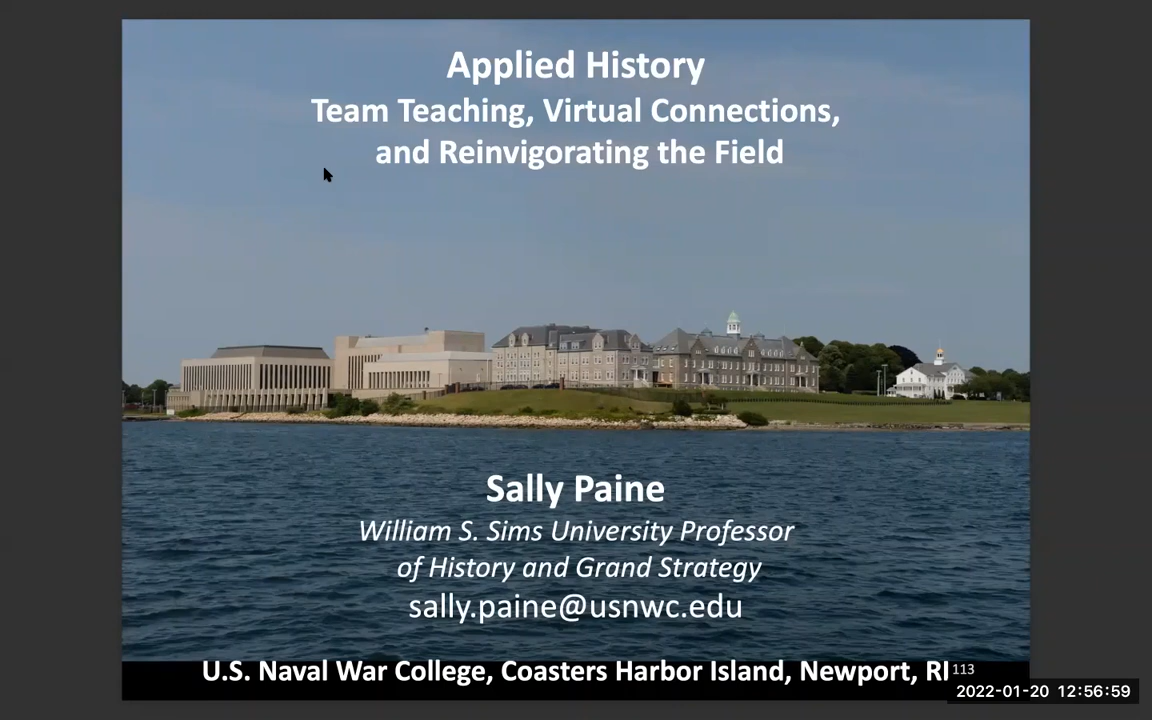 Applied History
Team Teaching, Virtual Connections,
and Reinvigorating the Field
Sally Paine
William S. Sims University Professor
of History and Grand Strategy
sally.paine@usnwc.edu
U.S. Naval War College, Coasters Harbor Island, Newport, RI
113
2022-01-20 12:56:59